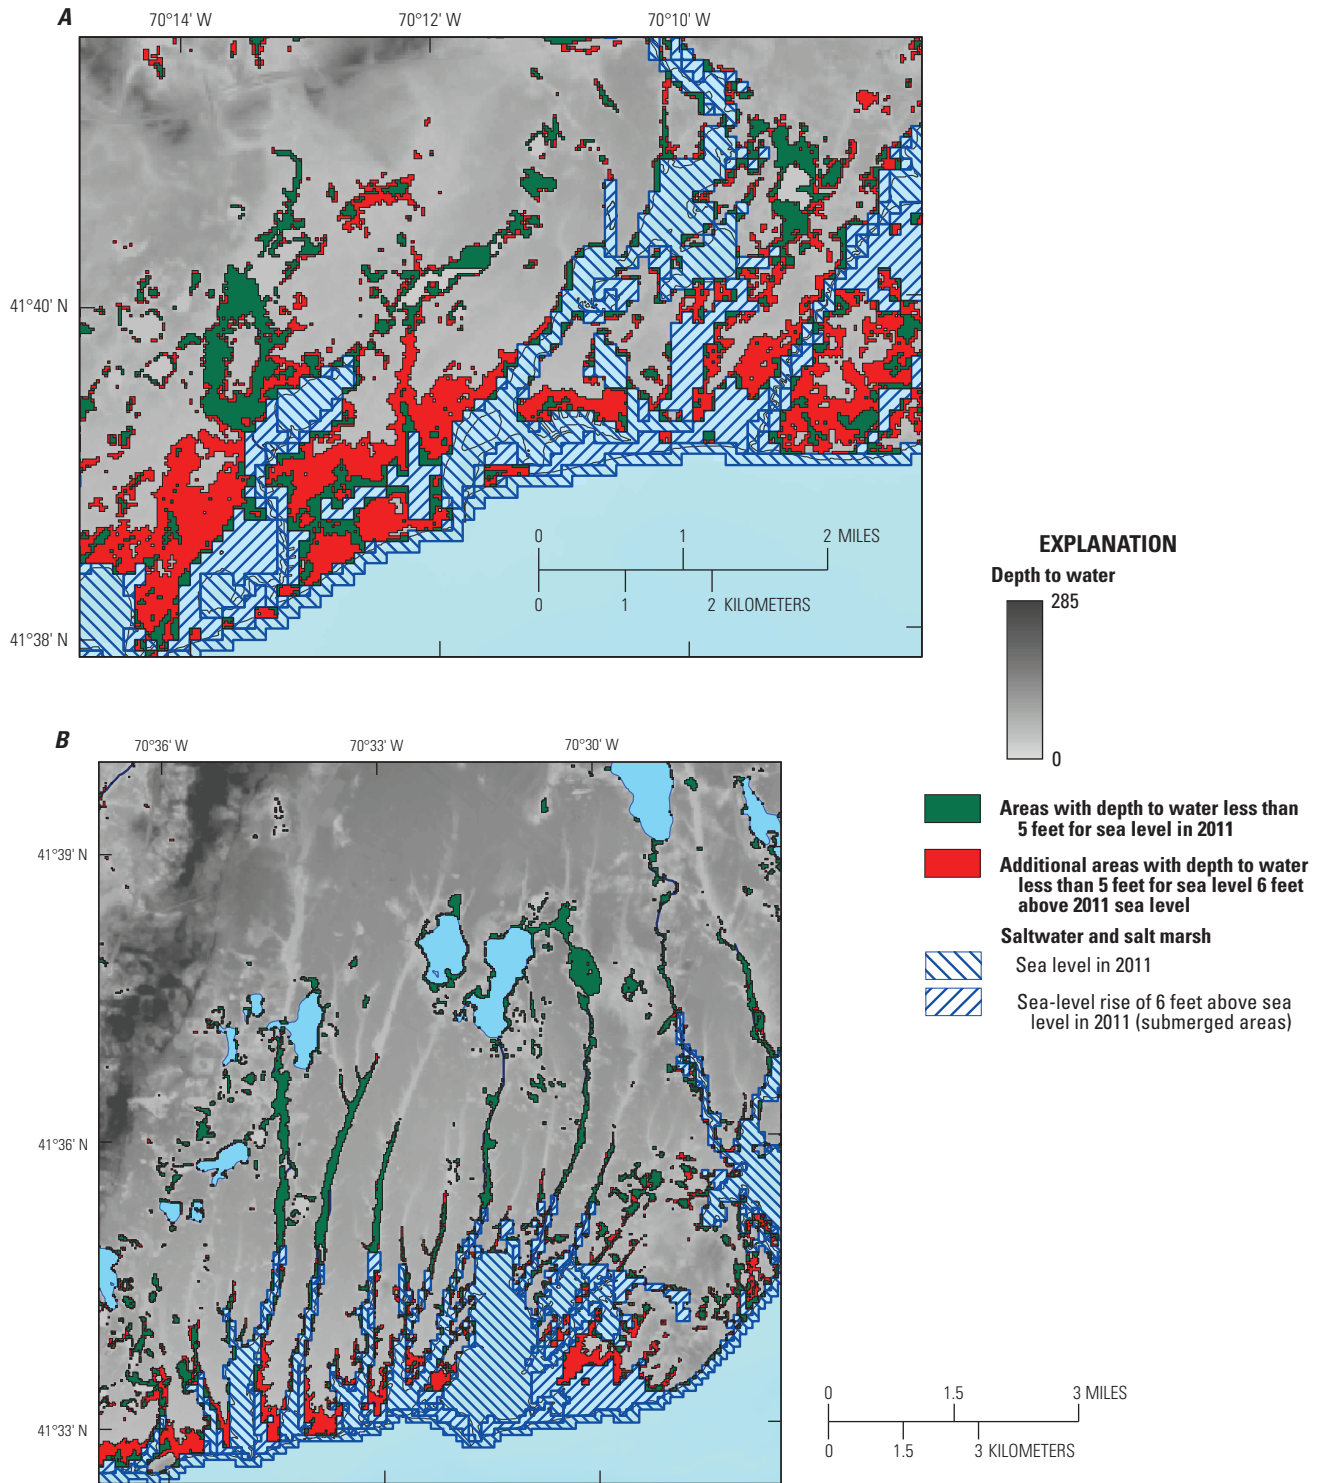 A
70°14' W
70°12' W
70°10' W
41°40' N
41°38' N
0
1
2 MILES
0
1
2 KILOMETERS
EXPLANATION
Depth to water
285
0
Areas with depth to water less than
5 feet for sea level in 2011
Additional areas with depth to water
less than 5 feet for sea level 6 feet
above 2011 sea level
Saltwater and salt marsh
Sea level in 2011
Sea-level rise of 6 feet above sea
level in 2011 (submerged areas)
B
70°36' W
70°33' W
70°30' W
41°39' N
41°36' N
41°33' N
0
1.5
3 MILES
0
1.5
3 KILOMETERS